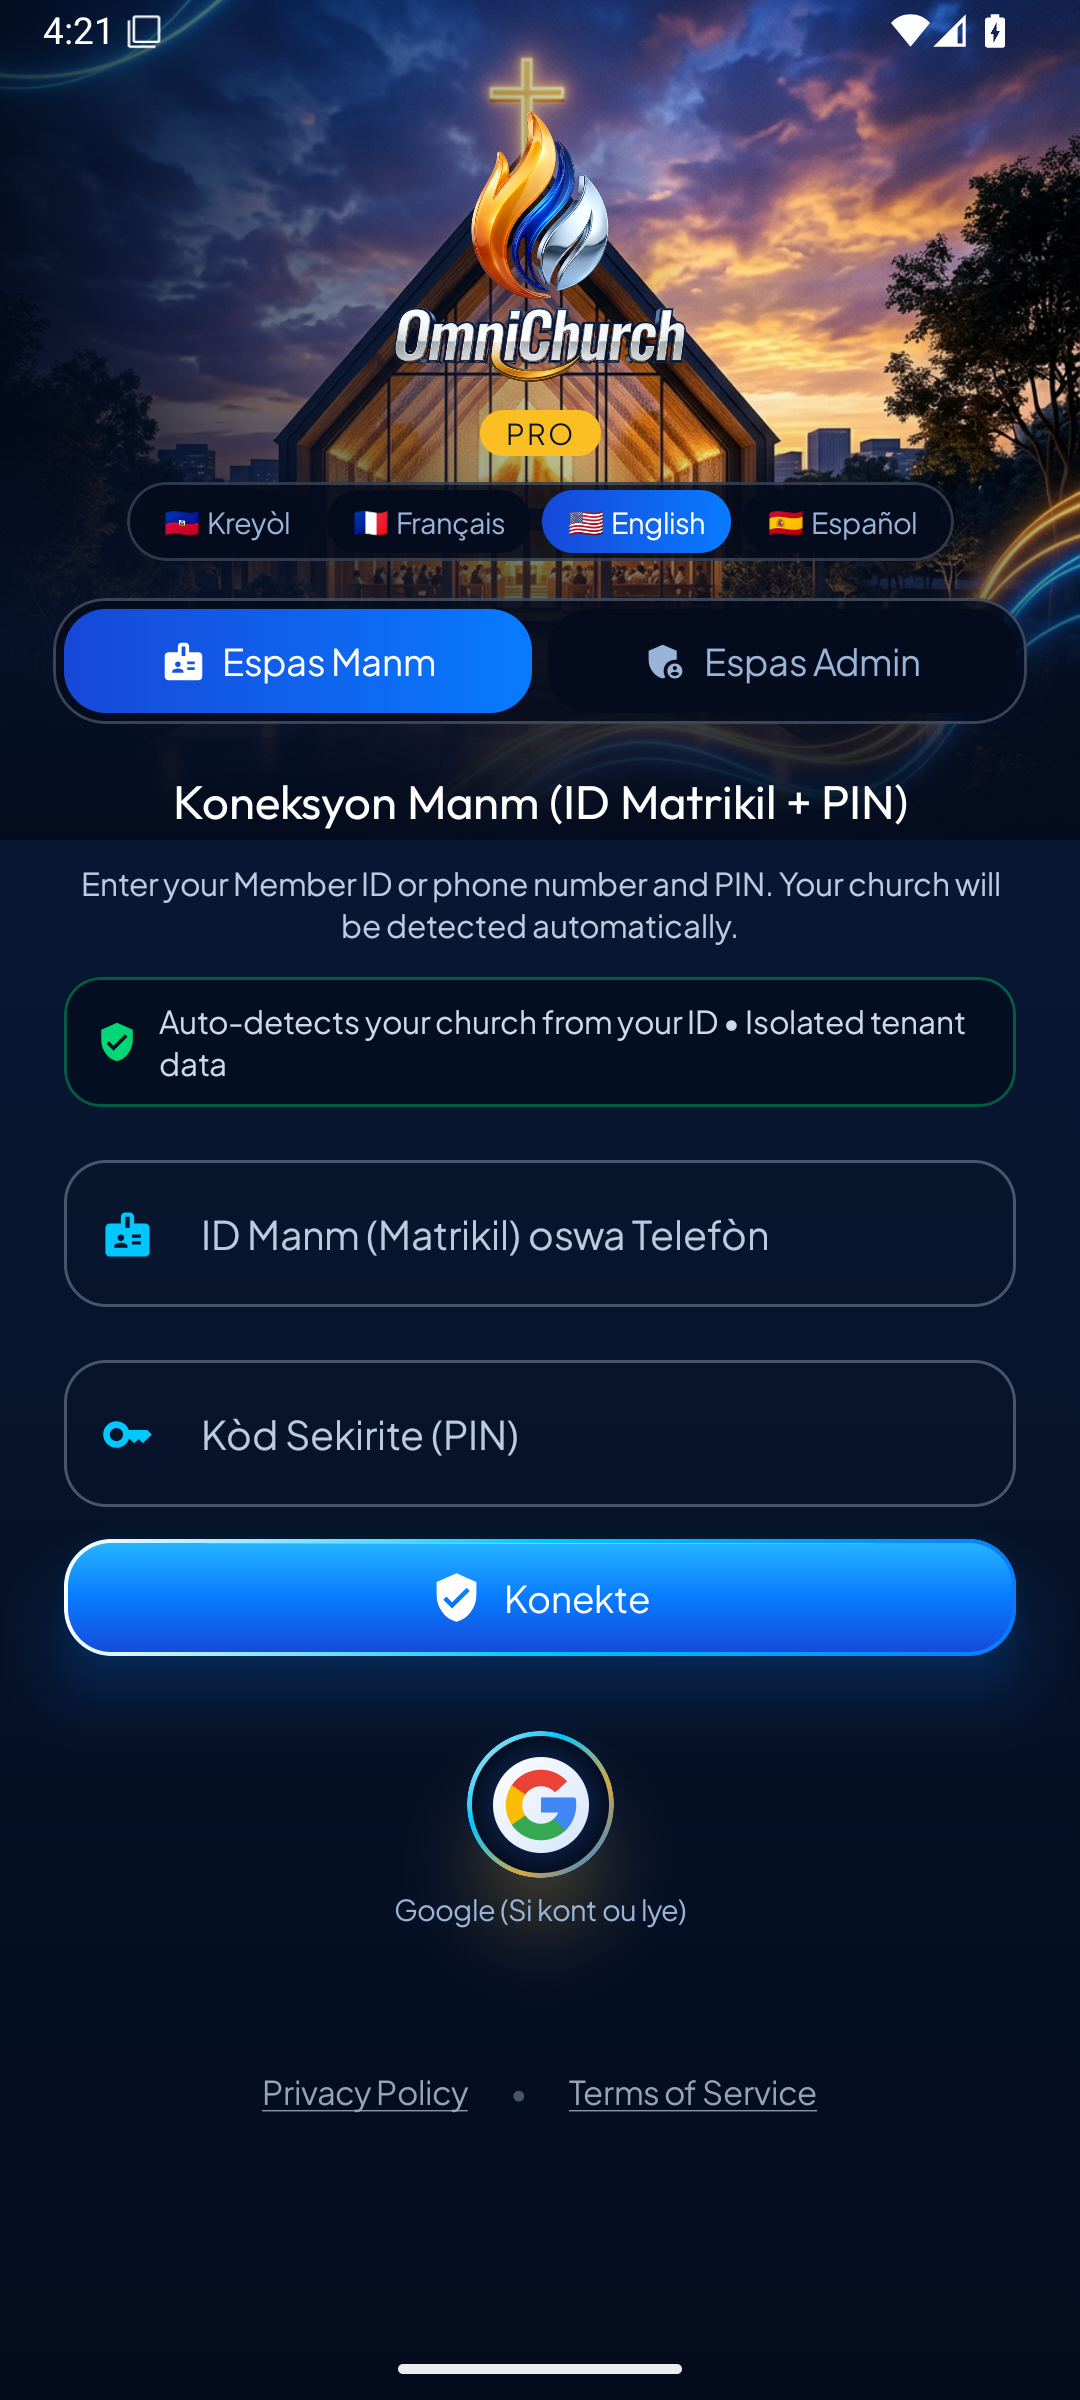 4:21
OmniChurch
PRO
Kreyòl Français English Español
Espas Manm Espas Admin
Koneksyon Manm (ID Matrikil + PIN)
Enter your Member ID or phone number and PIN. Your church will
be detected automatically.
Auto-detects your church from your ID • Isolated tenant
data
ID Manm (Matrikil) oswa Telefòn
Kòd Sekirite (PIN)
Konekte
Google (Si kont ou lye)
Privacy Policy • Terms of Service